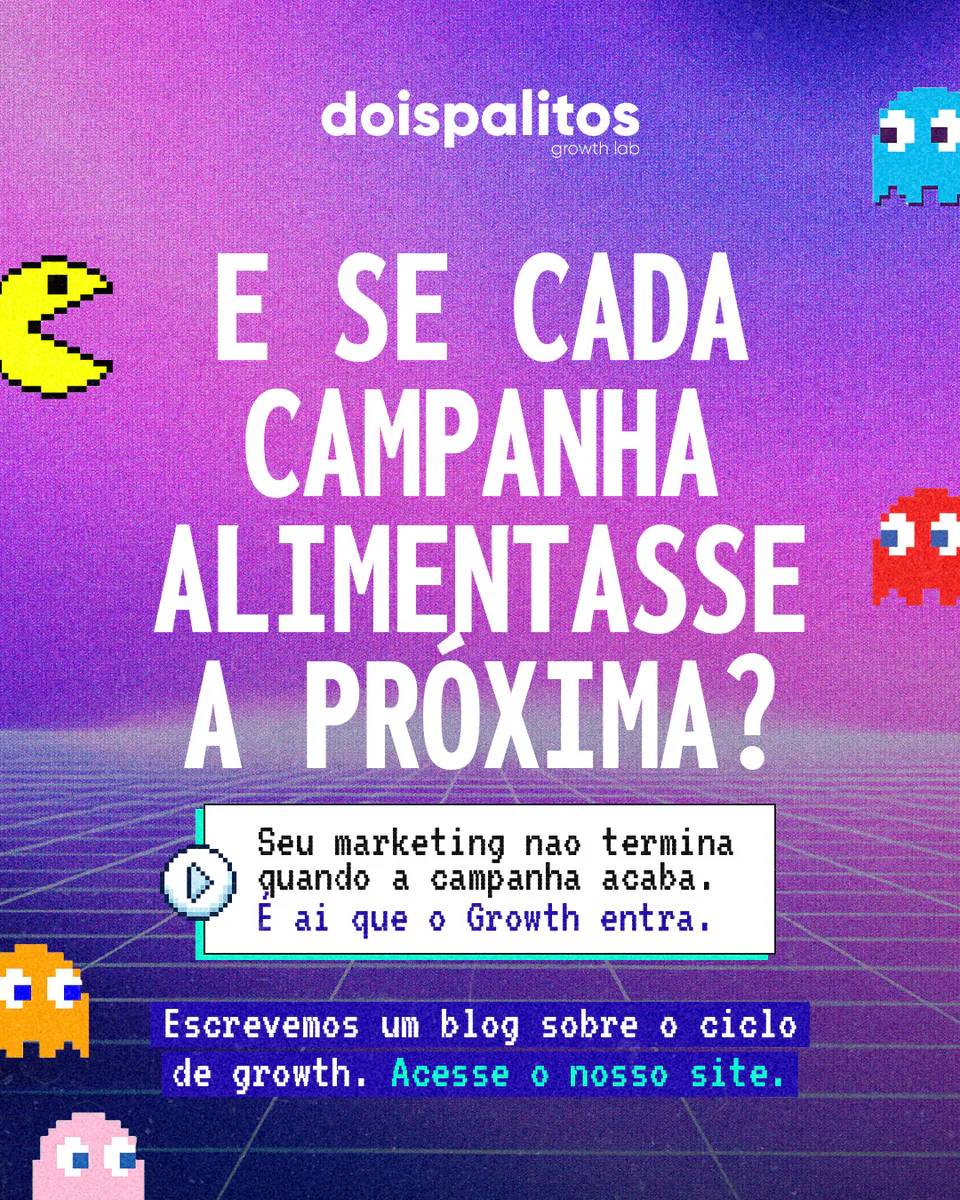 doispalitos
growth lab
E SE CADA
CAMPANHA
ALIMENTASSE
A PRÓXIMA?
Seu marketing nao termina
quando a campanha acaba.
É ai que o Growth entra.
Escrevemos um blog sobre o ciclo
de growth. Acesse o nosso site.